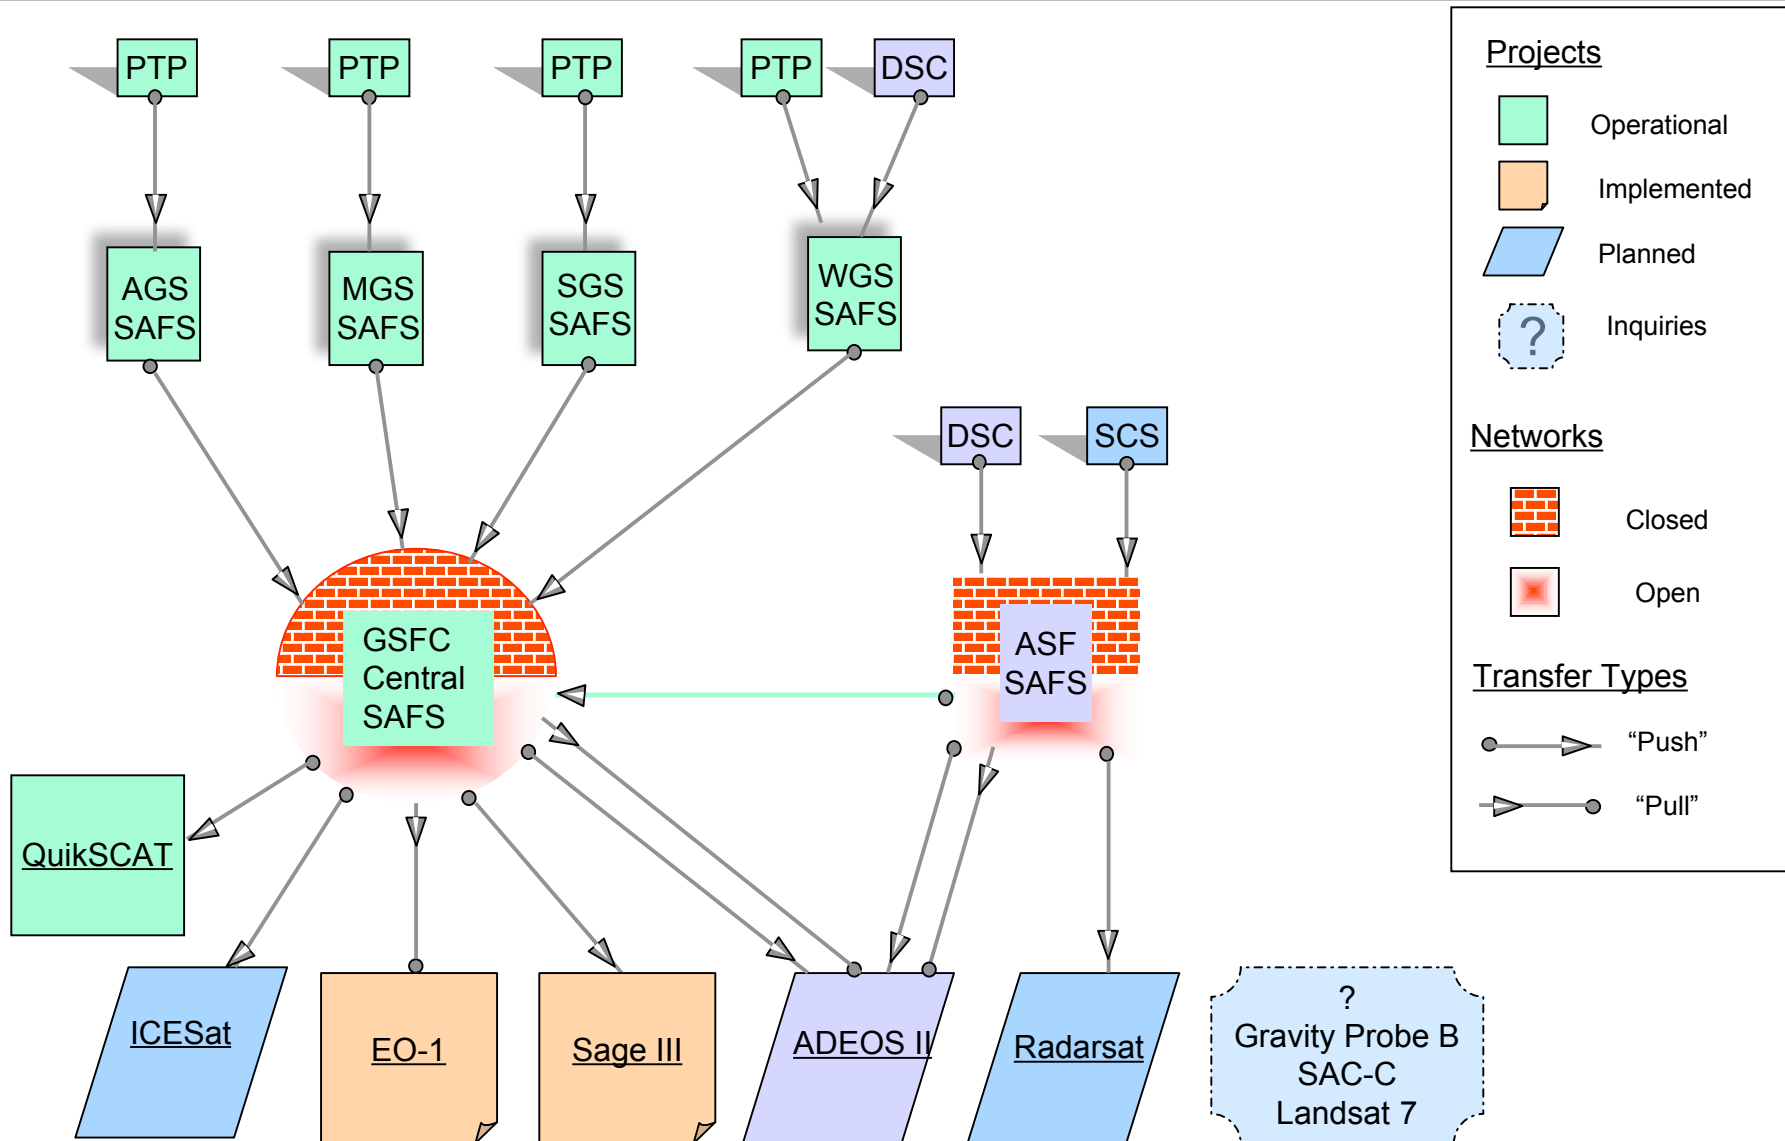 PTP
PTP
PTP
PTP
DSC
AGS
SAFS
MGS
SAFS
SGS
SAFS
WGS
SAFS
DSC
SCS
GSFC
Central
SAFS
ASF
SAFS
QuikSCAT
ICESat
EO-1
Sage III
ADEOS II
Radarsat
?
Gravity Probe B
SAC-C
Landsat 7
Projects
Operational
Implemented
Planned
?
Inquiries
Networks
Closed
Open
Transfer Types
“Push”
“Pull”